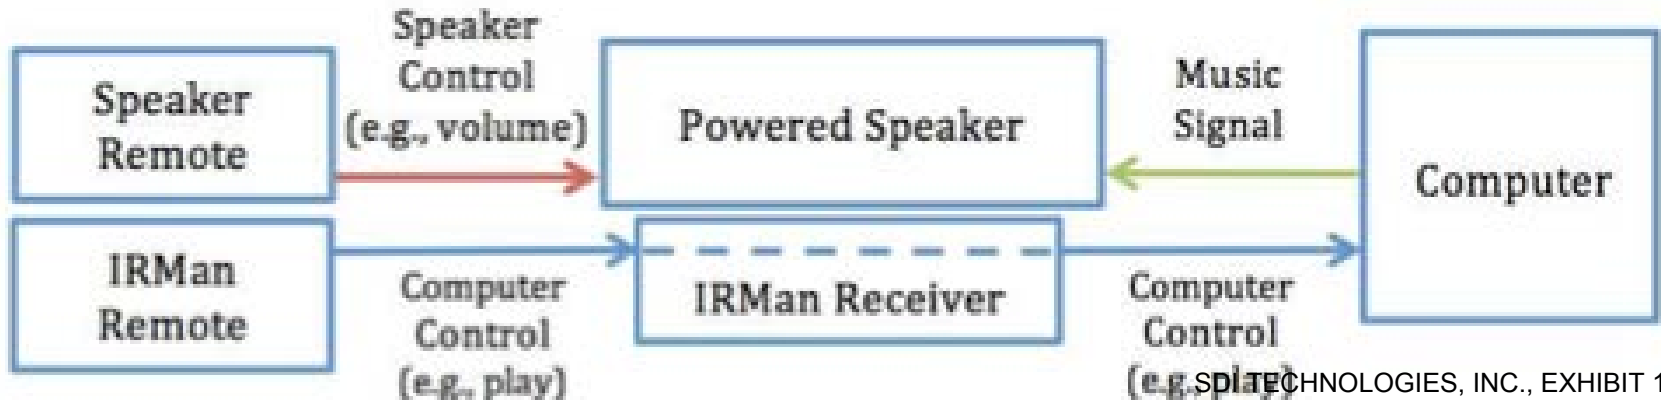 Speaker
Control
(e.g., volume)
Speaker
Remote
Powered Speaker
Music
Signal
Computer
IRMan
Remote
Computer
Control
(e.g., play)
IRMan Receiver
Computer
Control
(e.g., play)
SDI TECHNOLOGIES, INC., EXHIBIT 1